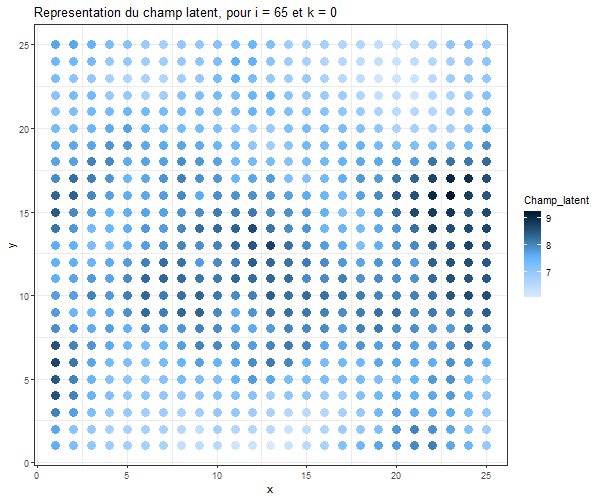 Representation du champ latent, pour i = 65 et k = 0
25
20
15
10
5
0
y
0 5 10 15 20 25
x
Champ_latent
9
8
7